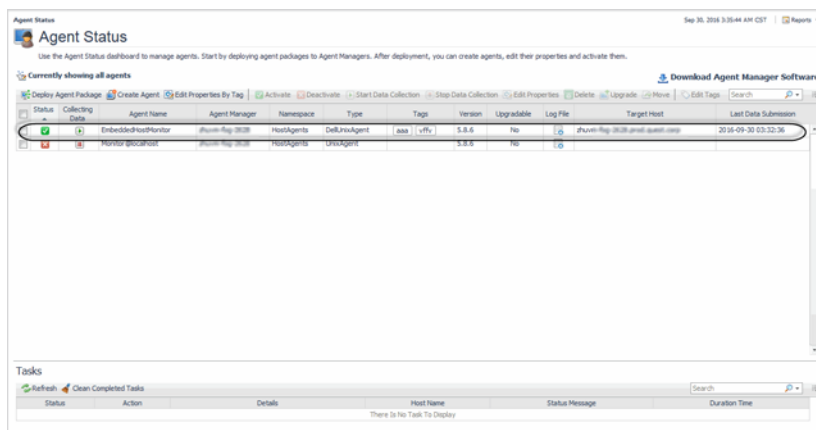 Agent Status
Sep 30, 2016 3:35:44 AM CST | Reports
Agent Status
Use the Agent Status dashboard to manage agents. Start by deploying agent packages to Agent Managers. After deployment, you can create agents, edit their properties and activate them.
Currently showing all agents
Download Agent Manager Software
Deploy Agent Package Create Agent Edit Properties By Tag | Activate Deactivate Start Data Collection Stop Data Collection Edit Properties Delete Upgrade Move | Edit Tags Search
Status Collecting Data Agent Name Agent Manager Namespace Type Tags Version Upgradable Log File Target Host Last Data Submission
EmbeddedHostMonitor HostAgents DellUnixAgent aaa vffv 5.8.6 No 2016-09-30 03:32:36
Monitor@localhost HostAgents UnixAgent 5.8.6 No
Tasks
Refresh Clean Completed Tasks Search
Status Action Details Host Name Status Message Duration Time
There Is No Task To Display